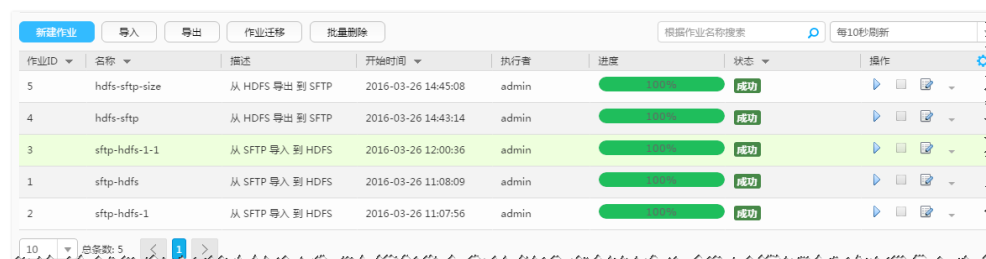 新建作业 导入 导出 作业迁移 批量删除 根据作业名称搜索 每10秒刷新
作业ID 名称 描述 开始时间 执行者 进度 状态 操作
5 hdfs-sftp-size 从 HDFS 导出 到 SFTP 2016-03-26 14:45:08 admin 100% 成功
4 hdfs-sftp 从 HDFS 导出 到 SFTP 2016-03-26 14:43:14 admin 100% 成功
3 sftp-hdfs-1-1 从 SFTP 导入 到 HDFS 2016-03-26 12:00:36 admin 100% 成功
1 sftp-hdfs 从 SFTP 导入 到 HDFS 2016-03-26 11:08:09 admin 100% 成功
2 sftp-hdfs-1 从 SFTP 导入 到 HDFS 2016-03-26 11:07:56 admin 100% 成功
10 总条数: 5 1